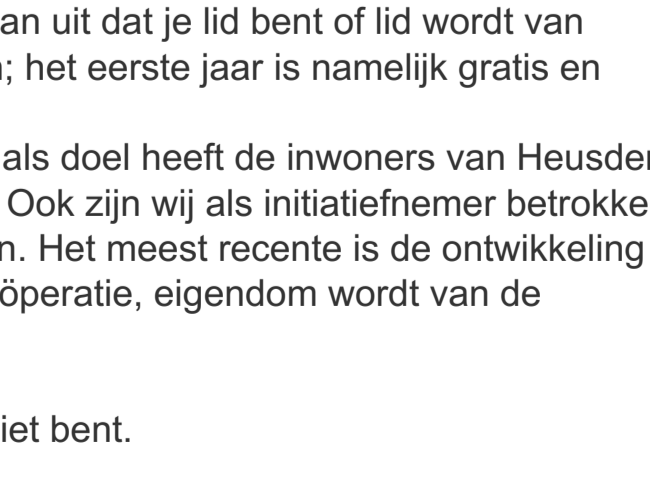 an uit dat je lid bent of lid wordt van
; het eerste jaar is namelijk gratis en
als doel heeft de inwoners van Heusden
Ook zijn wij als initiatiefnemer betrokke
n. Het meest recente is de ontwikkeling
öperatie, eigendom wordt van de
iet bent.